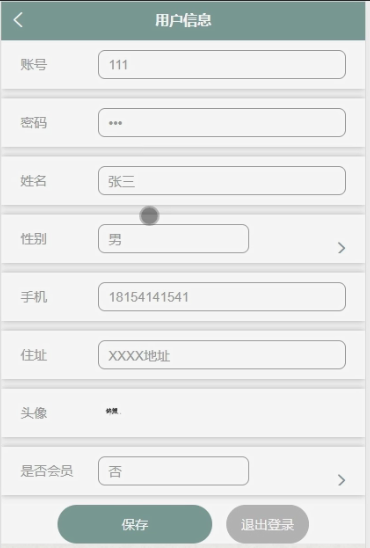 用户信息
账号 111
密码 •••
姓名 张三
性别 男
手机 18154141541
住址 XXXX地址
头像
是否会员 否
保存 退出登录